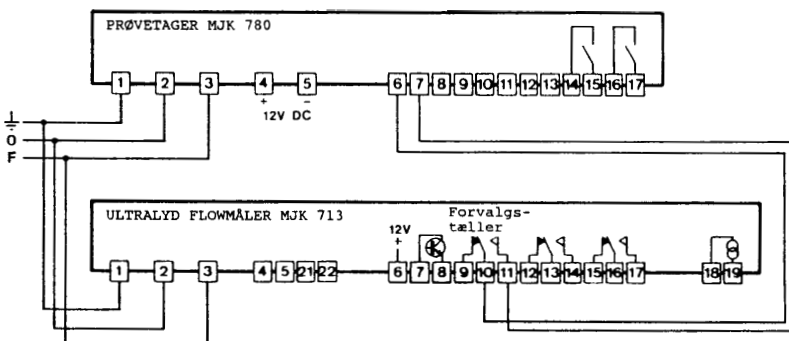 PRØVETAGER MJK 780
1 2 3 4 5 6 7 8 9 10 11 12 13 14 15 16 17
+ −
12V DC
0
F
ULTRALYD FLOWMÅLER MJK 713
Forvalgs-
tæller
12V
+
1 2 3 4 5 21 22 6 7 8 9 10 11 12 13 14 15 16 17 18 19